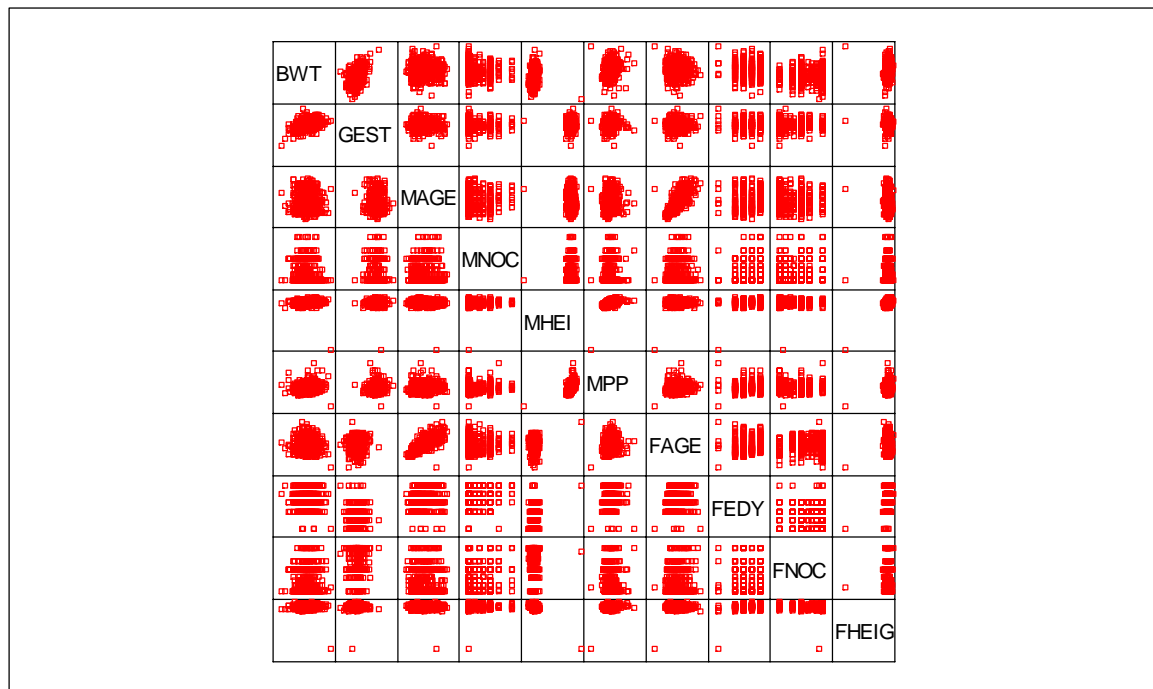 BWT
GEST
MAGE
MNOC
MHEI
MPP
FAGE
FEDY
FNOC
FHEIG